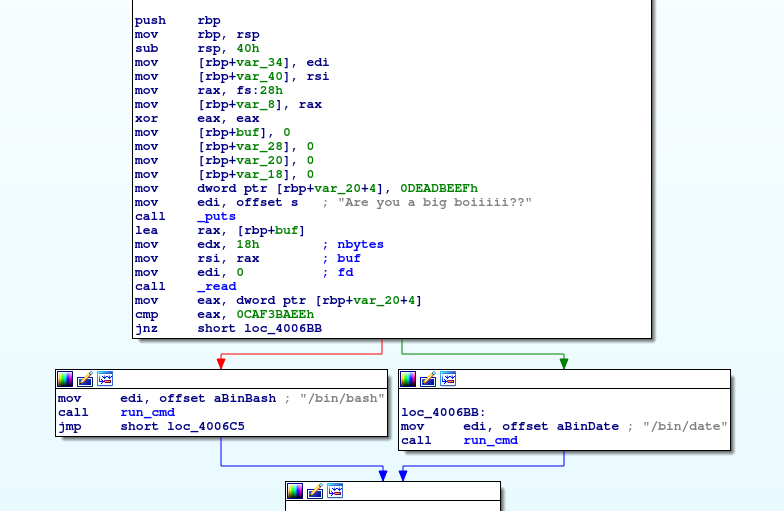 push    rbp
mov     rbp, rsp
sub     rsp, 40h
mov     [rbp+var_34], edi
mov     [rbp+var_40], rsi
mov     rax, fs:28h
mov     [rbp+var_8], rax
xor     eax, eax
mov     [rbp+buf], 0
mov     [rbp+var_28], 0
mov     [rbp+var_20], 0
mov     [rbp+var_18], 0
mov     dword ptr [rbp+var_20+4], 0DEADBEEFh
mov     edi, offset s   ; "Are you a big boiiiii??"
call    _puts
lea     rax, [rbp+buf]
mov     edx, 18h        ; nbytes
mov     rsi, rax        ; buf
mov     edi, 0          ; fd
call    _read
mov     eax, dword ptr [rbp+var_20+4]
cmp     eax, 0CAF3BAEEh
jnz     short loc_4006BB
mov     edi, offset aBinBash ; "/bin/bash"
call    run_cmd
jmp     short loc_4006C5
loc_4006BB:
mov     edi, offset aBinDate ; "/bin/date"
call    run_cmd